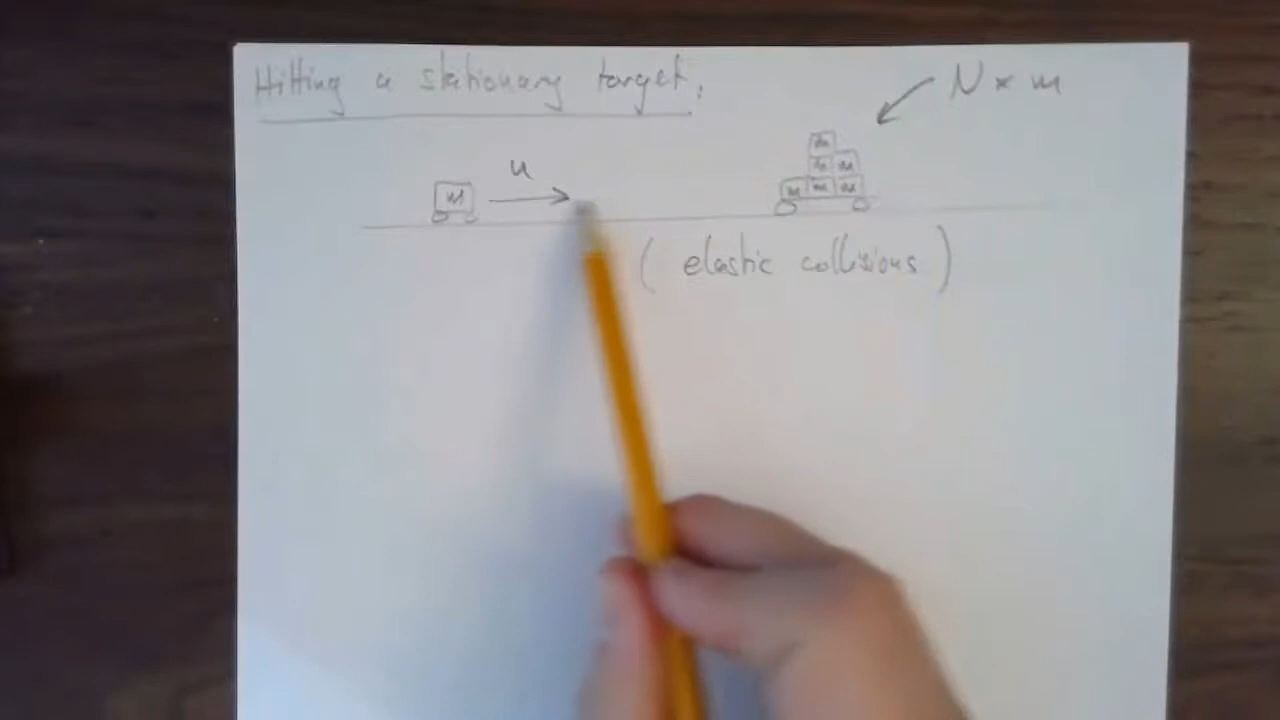 Hitting a stationary target.
N × m
u
m
m m
m m m m
(elastic collisions)